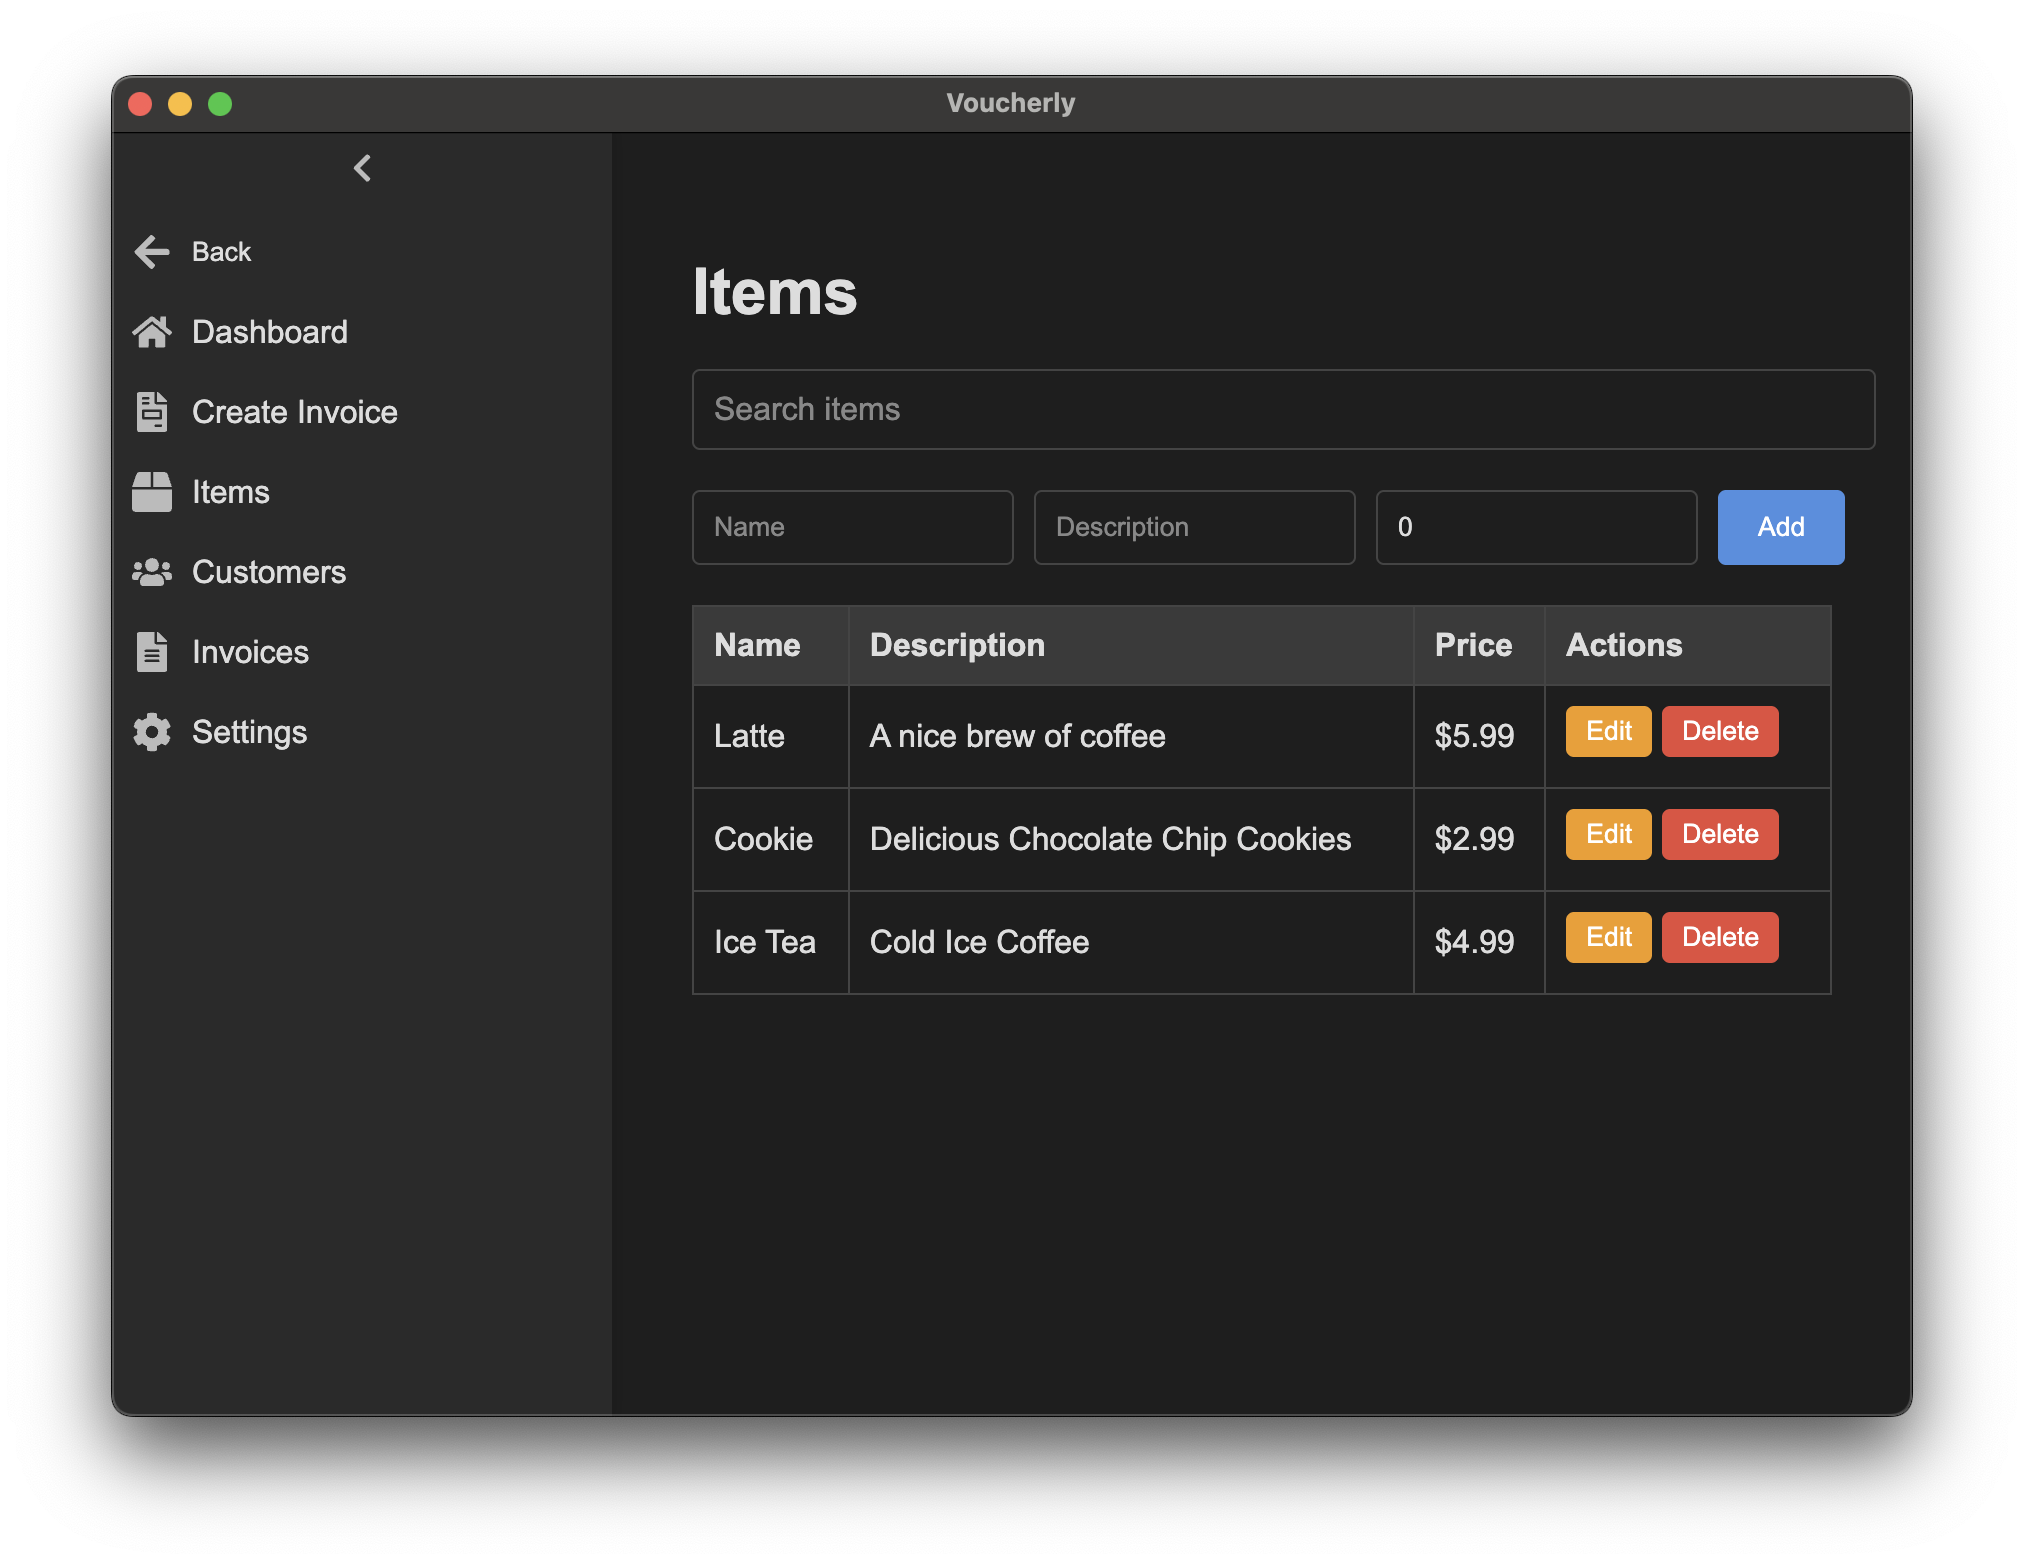 Voucherly
Back
Dashboard
Create Invoice
Items
Customers
Invoices
Settings
Items
Search items
Name Description 0 Add
Name Description Price Actions
Latte A nice brew of coffee $5.99 Edit Delete
Cookie Delicious Chocolate Chip Cookies $2.99 Edit Delete
Ice Tea Cold Ice Coffee $4.99 Edit Delete